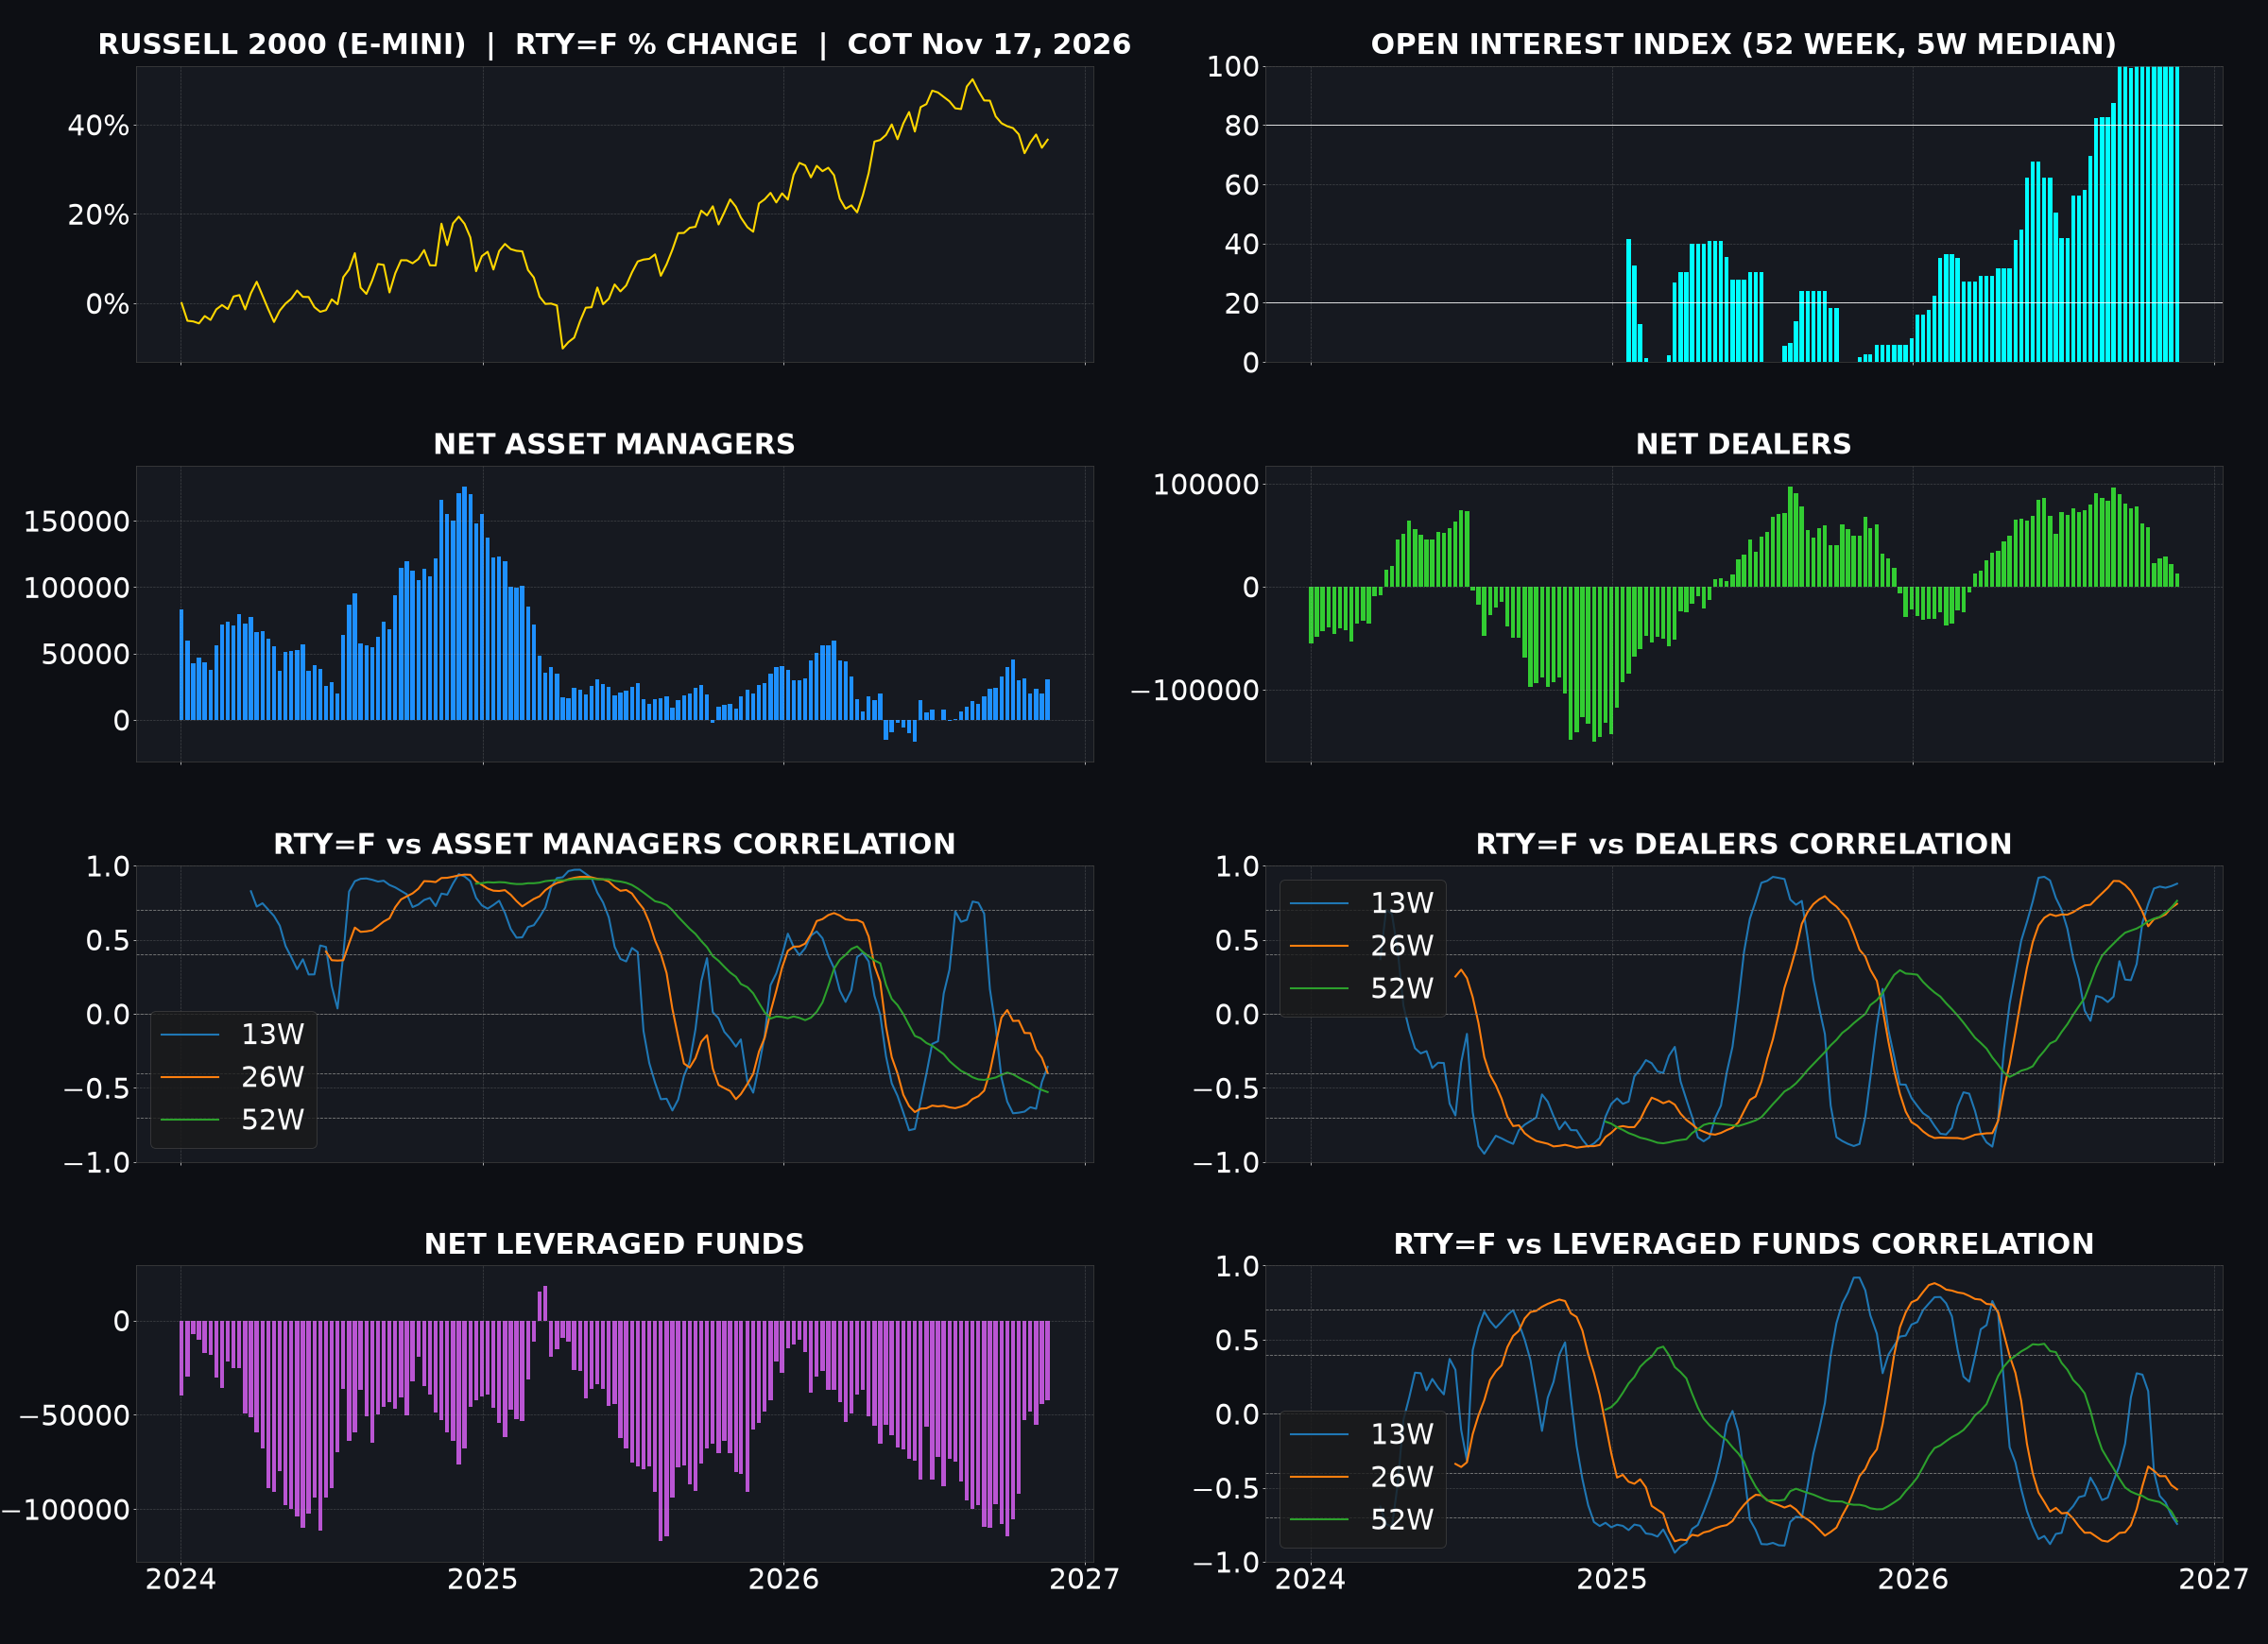 RUSSELL 2000 (E-MINI) | RTY=F % CHANGE | COT Nov 17, 2026
40%
20%
0%
OPEN INTEREST INDEX (52 WEEK, 5W MEDIAN)
100
80
60
40
20
0
NET ASSET MANAGERS
150000
100000
50000
0
NET DEALERS
100000
0
−100000
RTY=F vs ASSET MANAGERS CORRELATION
1.0
0.5
0.0
−0.5
−1.0
13W
26W
52W
RTY=F vs DEALERS CORRELATION
1.0
0.5
0.0
−0.5
−1.0
13W
26W
52W
NET LEVERAGED FUNDS
0
−50000
−100000
2024 2025 2026 2027
RTY=F vs LEVERAGED FUNDS CORRELATION
1.0
0.5
0.0
−0.5
−1.0
13W
26W
52W
2024 2025 2026 2027